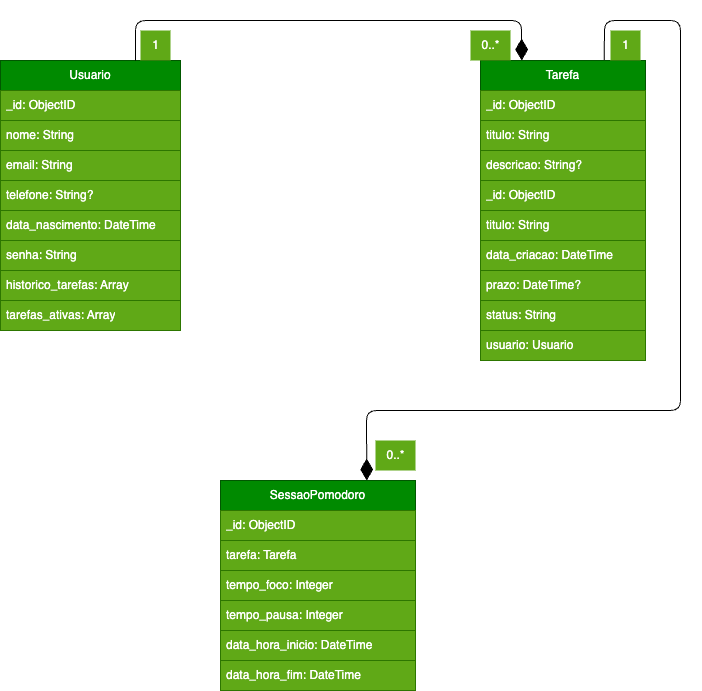 1
Usuario
_id: ObjectID
nome: String
email: String
telefone: String?
data_nascimento: DateTime
senha: String
historico_tarefas: Array
tarefas_ativas: Array
0..*
1
Tarefa
_id: ObjectID
titulo: String
descricao: String?
_id: ObjectID
titulo: String
data_criacao: DateTime
prazo: DateTime?
status: String
usuario: Usuario
0..*
SessaoPomodoro
_id: ObjectID
tarefa: Tarefa
tempo_foco: Integer
tempo_pausa: Integer
data_hora_inicio: DateTime
data_hora_fim: DateTime